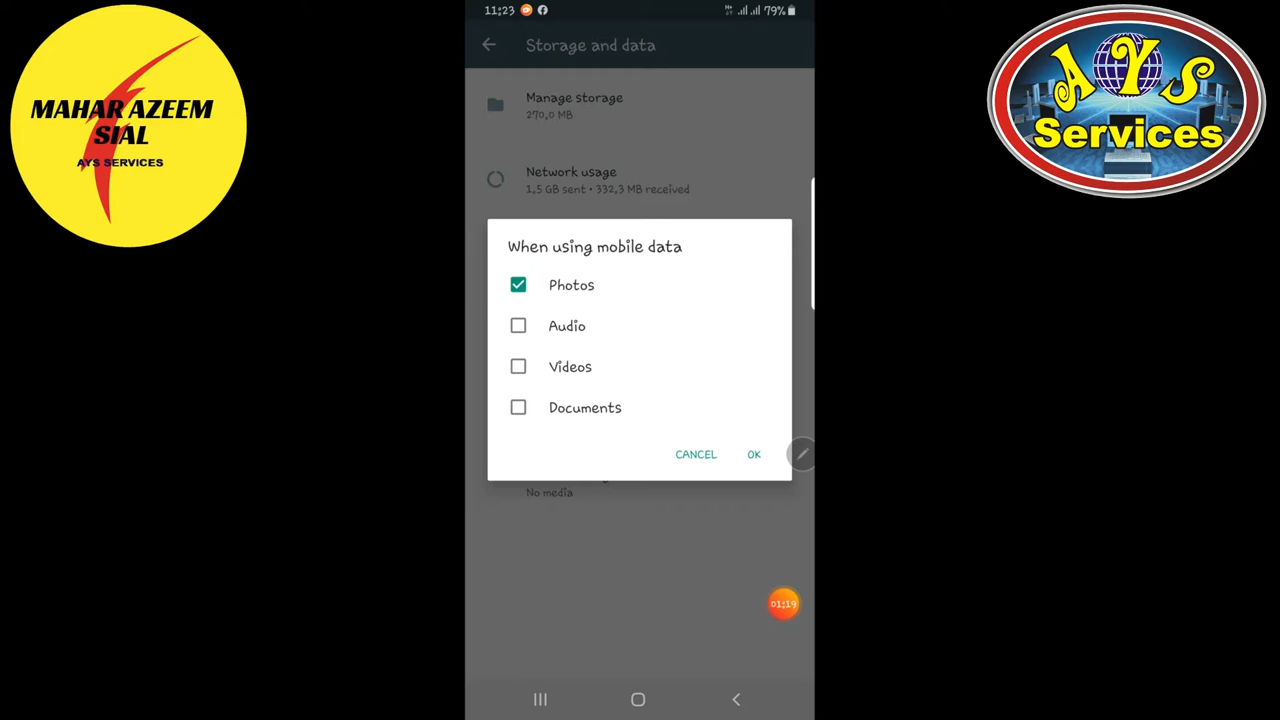 MAHAR AZEEM
SIAL
AYS SERVICES
11:23
79%
Storage and data
Manage storage
270,0 MB
Network usage
1,5 GB sent • 332,3 MB received
When using mobile data
Photos
Audio
Videos
Documents
CANCEL OK
No media
01:19
AYS
Services